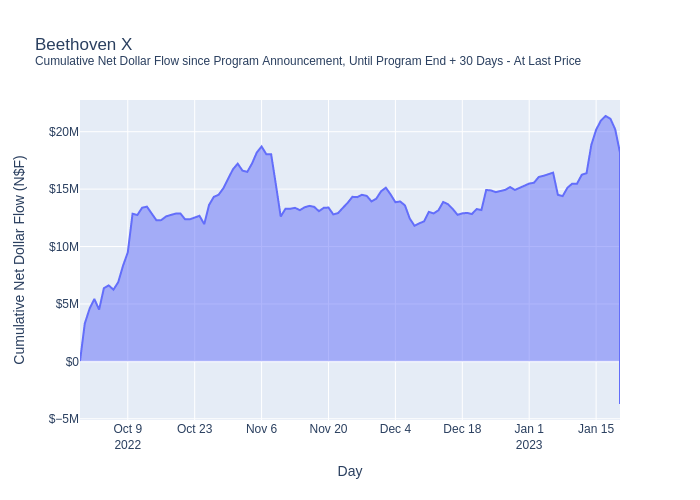 Beethoven X
Cumulative Net Dollar Flow since Program Announcement, Until Program End + 30 Days - At Last Price
Cumulative Net Dollar Flow (N$F)
$20M
$15M
$10M
$5M
$0
$−5M
Oct 9
2022
Oct 23
Nov 6
Nov 20
Dec 4
Dec 18
Jan 1
2023
Jan 15
Day